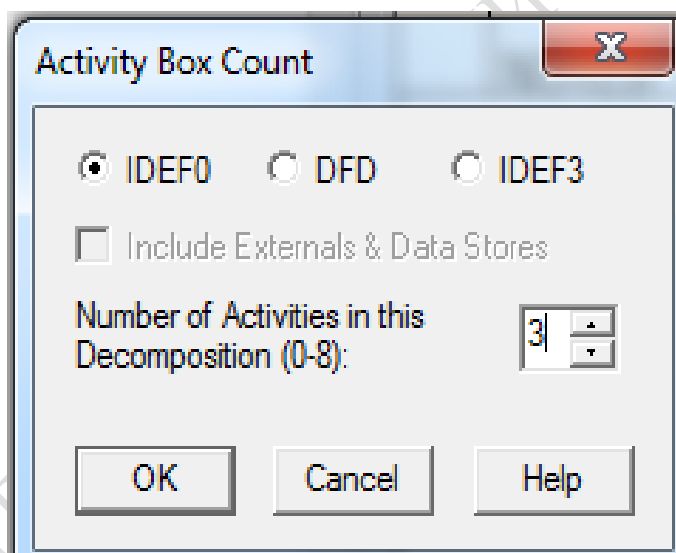 Activity Box Count
IDEF0 DFD IDEF3
Include Externals & Data Stores
Number of Activities in this
Decomposition (0-8):
3
OK Cancel Help